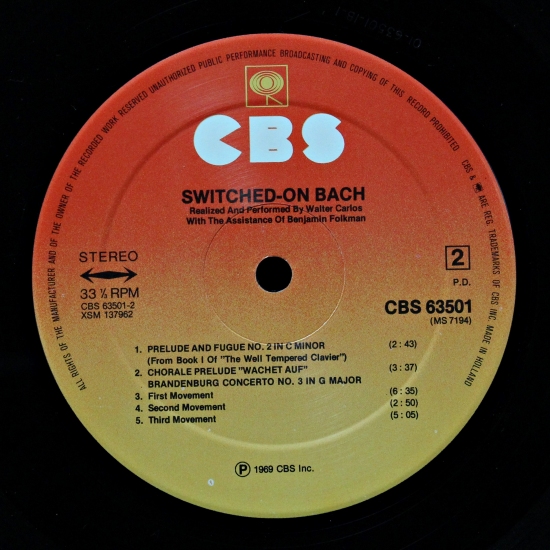 ALL RIGHTS OF THE MANUFACTURER AND OF THE OWNER OF THE RECORDED WORK RESERVED UNAUTHORIZED PUBLIC PERFORMANCE BROADCASTING AND COPYING OF THIS RECORD PROHIBITED
CBS & ARE REG. TRADEMARKS OF CBS INC. MADE IN HOLLAND
CBS
SWITCHED-ON BACH
Realized And Performed By Walter Carlos
With The Assistance Of Benjamin Folkman
STEREO
33 ⅓ RPM
CBS 63501-2
XSM 137962
2
P.D.
CBS 63501
(MS 7194)
1. PRELUDE AND FUGUE NO. 2 IN C MINOR (2 : 43)
(From Book I Of "The Well Tempered Clavier")
2. CHORALE PRELUDE "WACHET AUF" (3 : 37)
BRANDENBURG CONCERTO NO. 3 IN G MAJOR
3. First Movement (6 : 35)
4. Second Movement (2 : 50)
5. Third Movement (5 : 05)
Ⓟ 1969 CBS Inc.